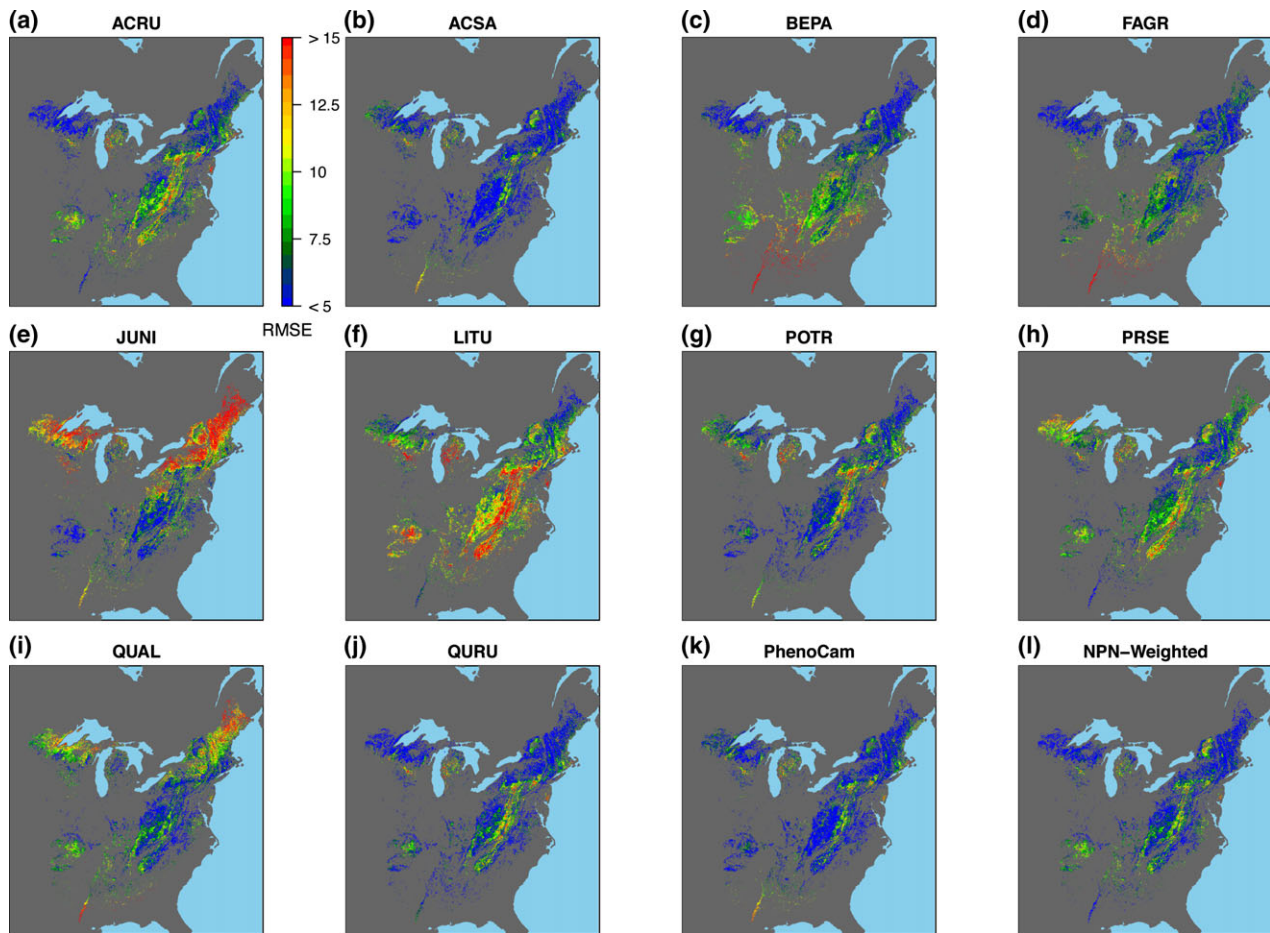 (a) ACRU
(b) ACSA
(c) BEPA
(d) FAGR
> 15
12.5
10
7.5
< 5
RMSE
(e) JUNI
(f) LITU
(g) POTR
(h) PRSE
(i) QUAL
(j) QURU
(k) PhenoCam
(l) NPN−Weighted